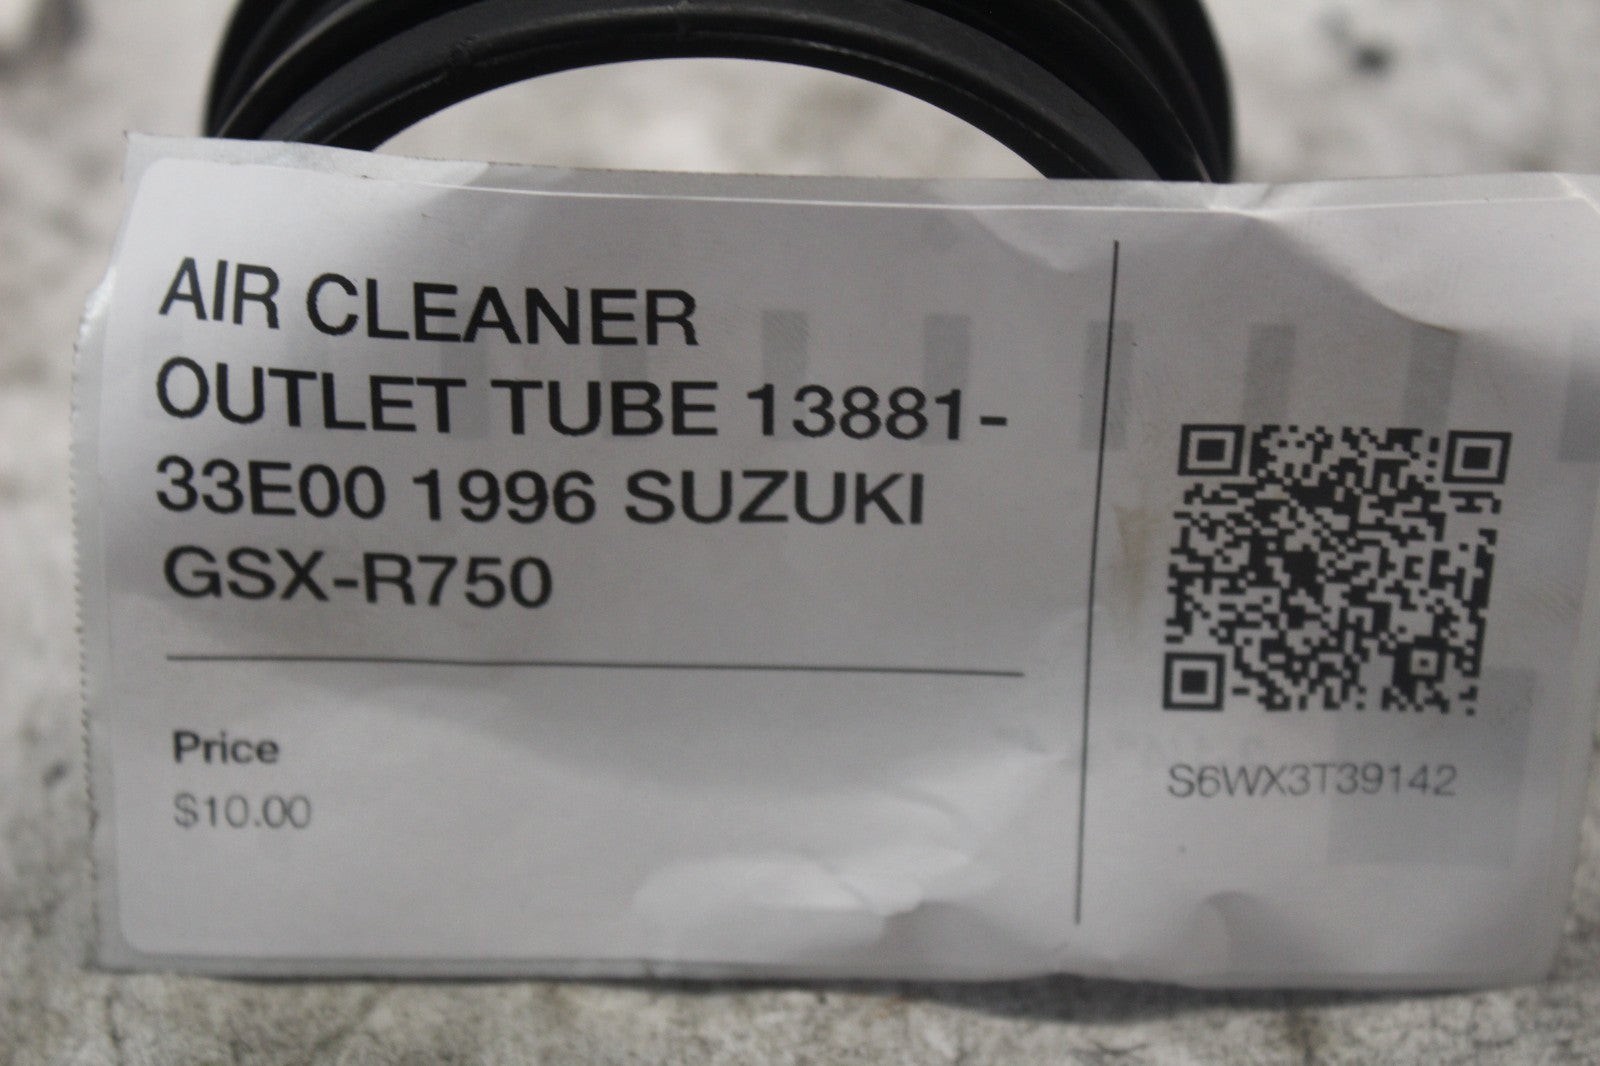 AIR CLEANER
OUTLET TUBE 13881-
33E00 1996 SUZUKI
GSX-R750
Price
$10.00
S6WX3T39142